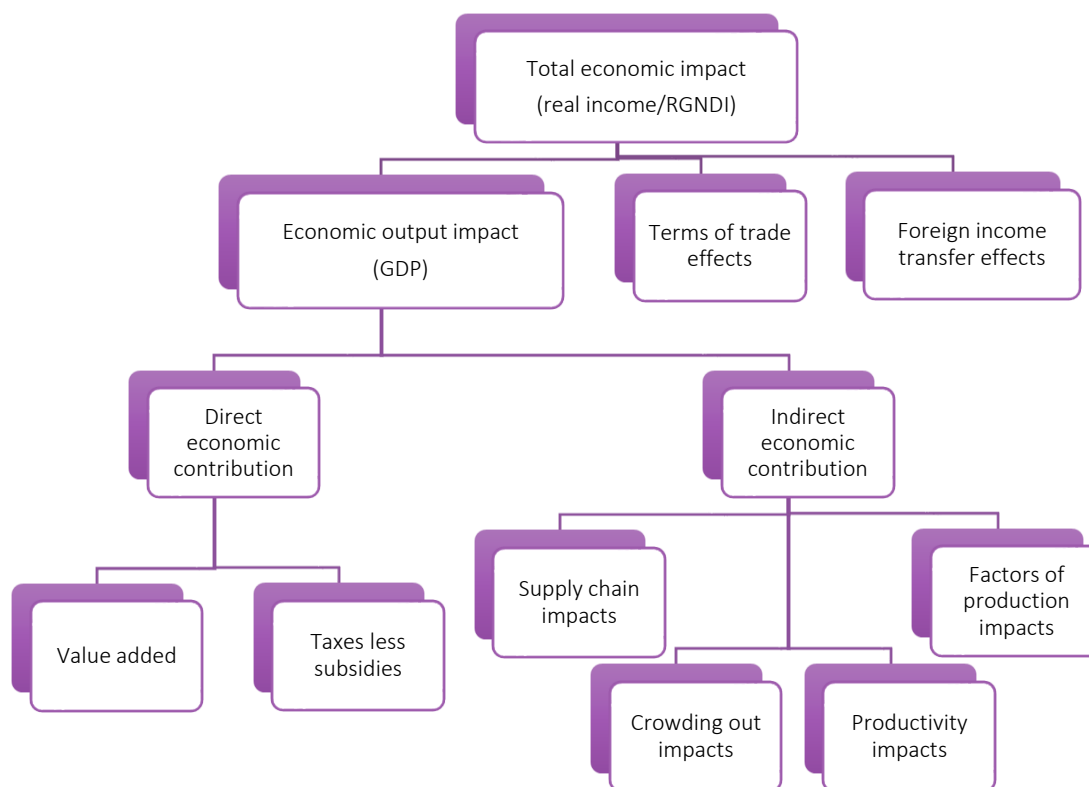 Total economic impact
(real income/RGNDI)
Economic output impact
(GDP)
Terms of trade
effects
Foreign income
transfer effects
Direct
economic
contribution
Indirect
economic
contribution
Value added
Taxes less
subsidies
Supply chain
impacts
Crowding out
impacts
Productivity
impacts
Factors of
production
impacts